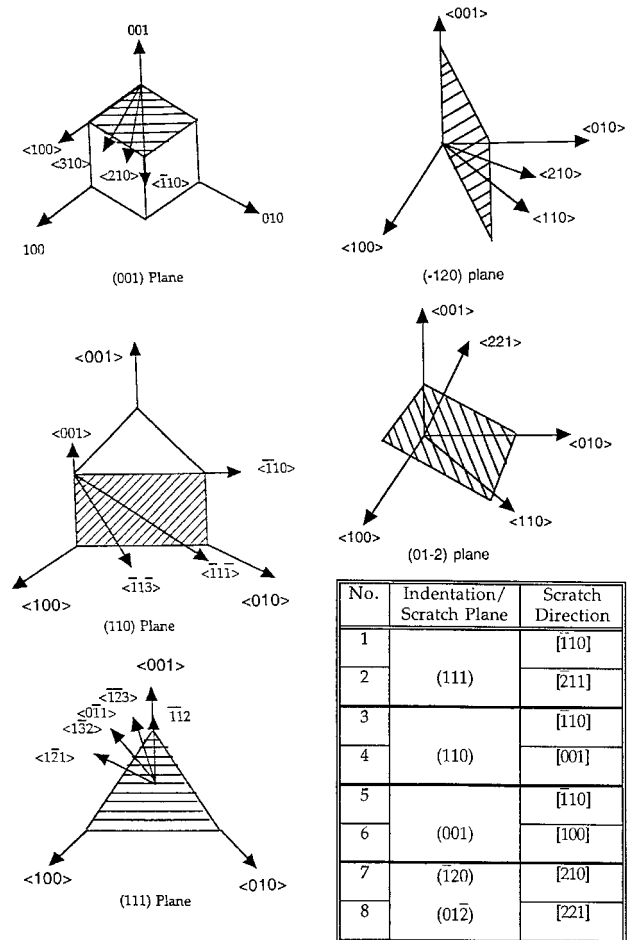 001
<100>
<310>
<210>
<1̅10>
100
010
(001) Plane
<001>
<010>
<210>
<110>
<100>
(-120) plane
<001>
<001>
<1̅10>
<1̅11̅>
<1̅13̅>
<100>
<010>
(110) Plane
<001>
<221>
<010>
<110>
<100>
(01-2) plane
<001>
<1̅2̅3>
<01̅1>
1̅1̅12
<13̅2>
<12̅1>
<100>
<010>
(111) Plane
No. Indentation/ Scratch
Scratch Plane Direction
1 [1̅10]
2 (111) [2̅11]
3 [1̅10]
4 (110) [001]
5 [1̅10]
6 (001) [100]
7 (1̅20) [210]
8 (012̅) [221]